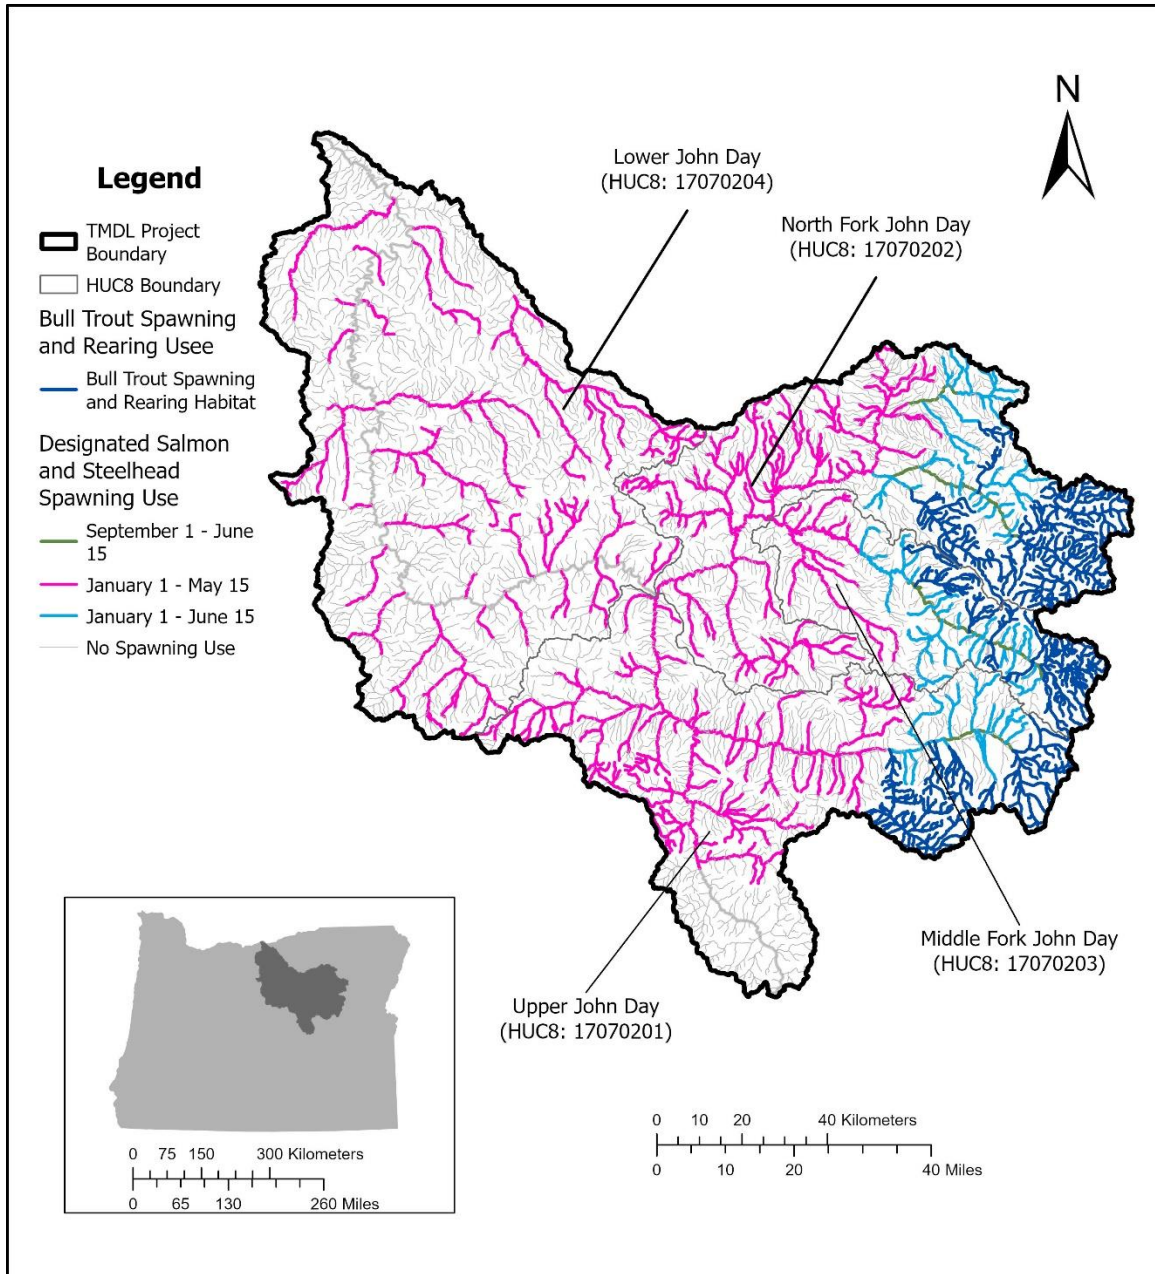 N
Lower John Day
(HUC8: 17070204)
North Fork John Day
(HUC8: 17070202)
Legend
TMDL Project
Boundary
HUC8 Boundary
Bull Trout Spawning
and Rearing Usee
Bull Trout Spawning
and Rearing Habitat
Designated Salmon
and Steelhead
Spawning Use
September 1 - June
15
January 1 - May 15
January 1 - June 15
No Spawning Use
Middle Fork John Day
(HUC8: 17070203)
Upper John Day
(HUC8: 17070201)
0 10 20 40 Kilometers
0 10 20 40 Miles
0 75 150 300 Kilometers
0 65 130 260 Miles